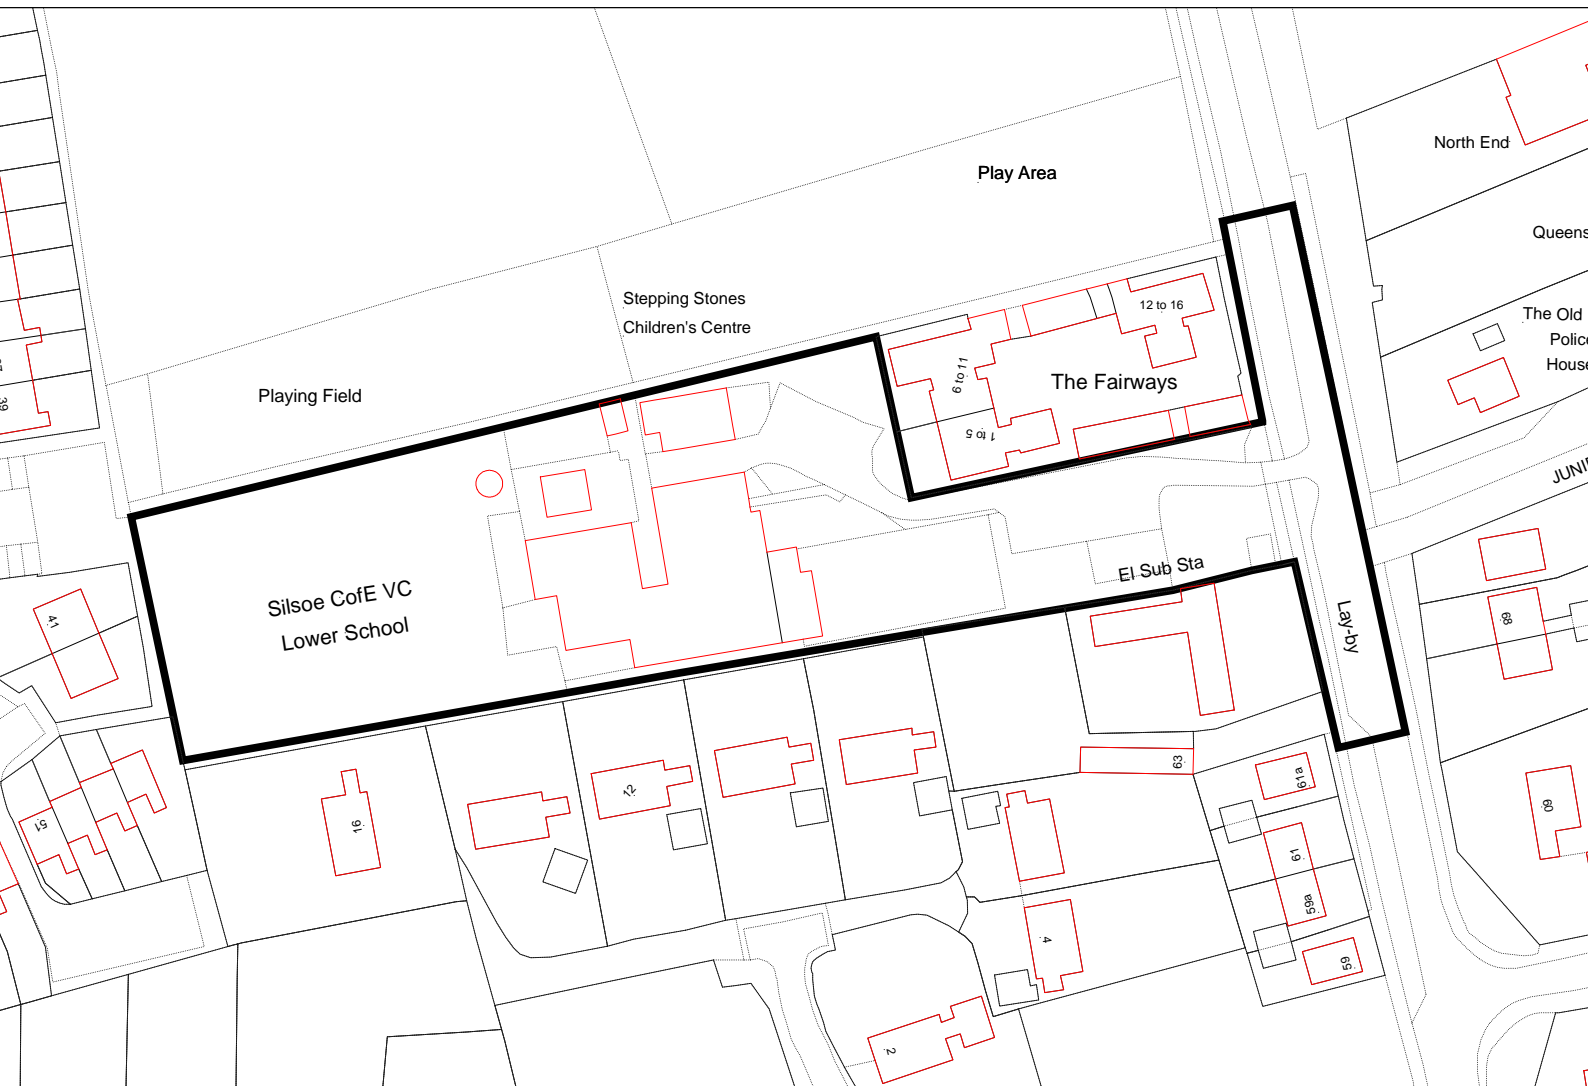 North End
Play Area
Queens
Stepping Stones
Children's Centre
12 to 16
The Old
Police
House
6 to 11
The Fairways
Playing Field
39
1 to 5
El Sub Sta
Silsoe CofE VC
Lower School
41
Lay-by
68
63
61a
12
16
51
60
61
59a
4
59
2